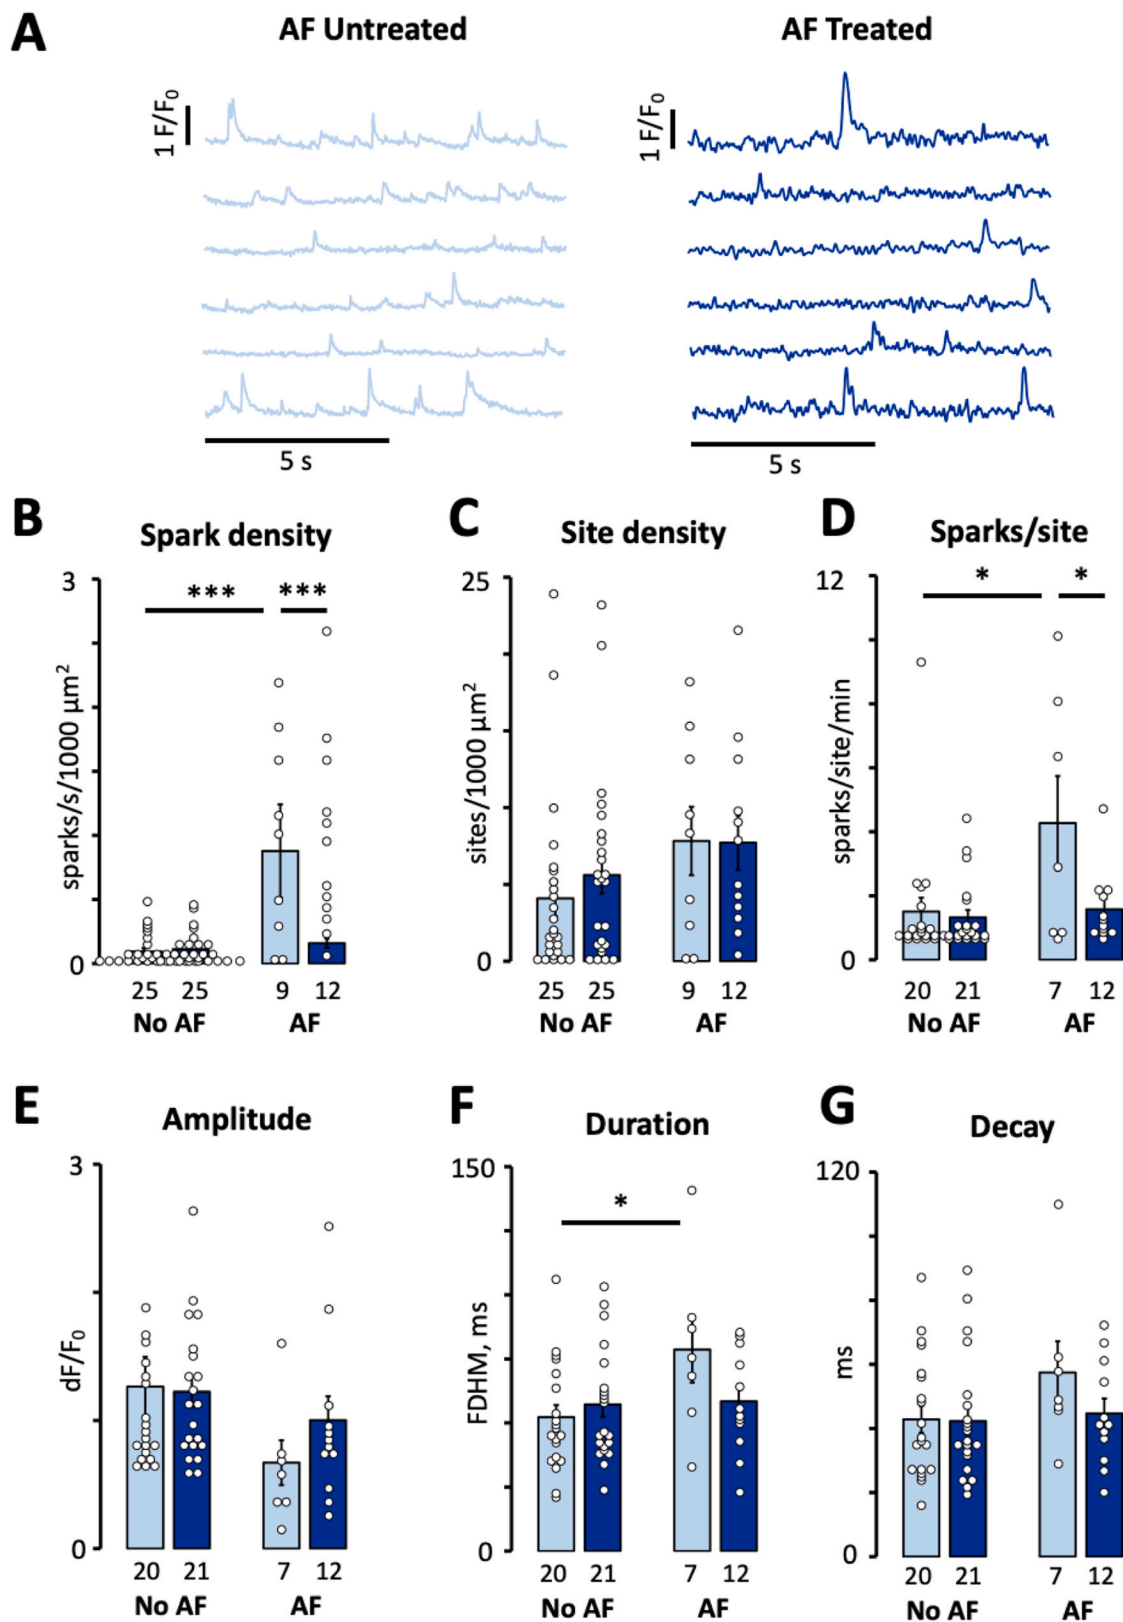 A
AF Untreated
AF Treated
1 F/F0
1 F/F0
5 s
5 s
B
Spark density
C
Site density
D
Sparks/site
3
***
***
sparks/s/1000 µm²
0
25 25 9 12
No AF AF
25
sites/1000 µm²
0
25 25 9 12
No AF AF
12
*
*
sparks/site/min
0
20 21 7 12
No AF AF
E
Amplitude
F
Duration
G
Decay
3
dF/F0
0
20 21 7 12
No AF AF
150
*
FDHM, ms
0
20 21 7 12
No AF AF
120
ms
0
20 21 7 12
No AF AF